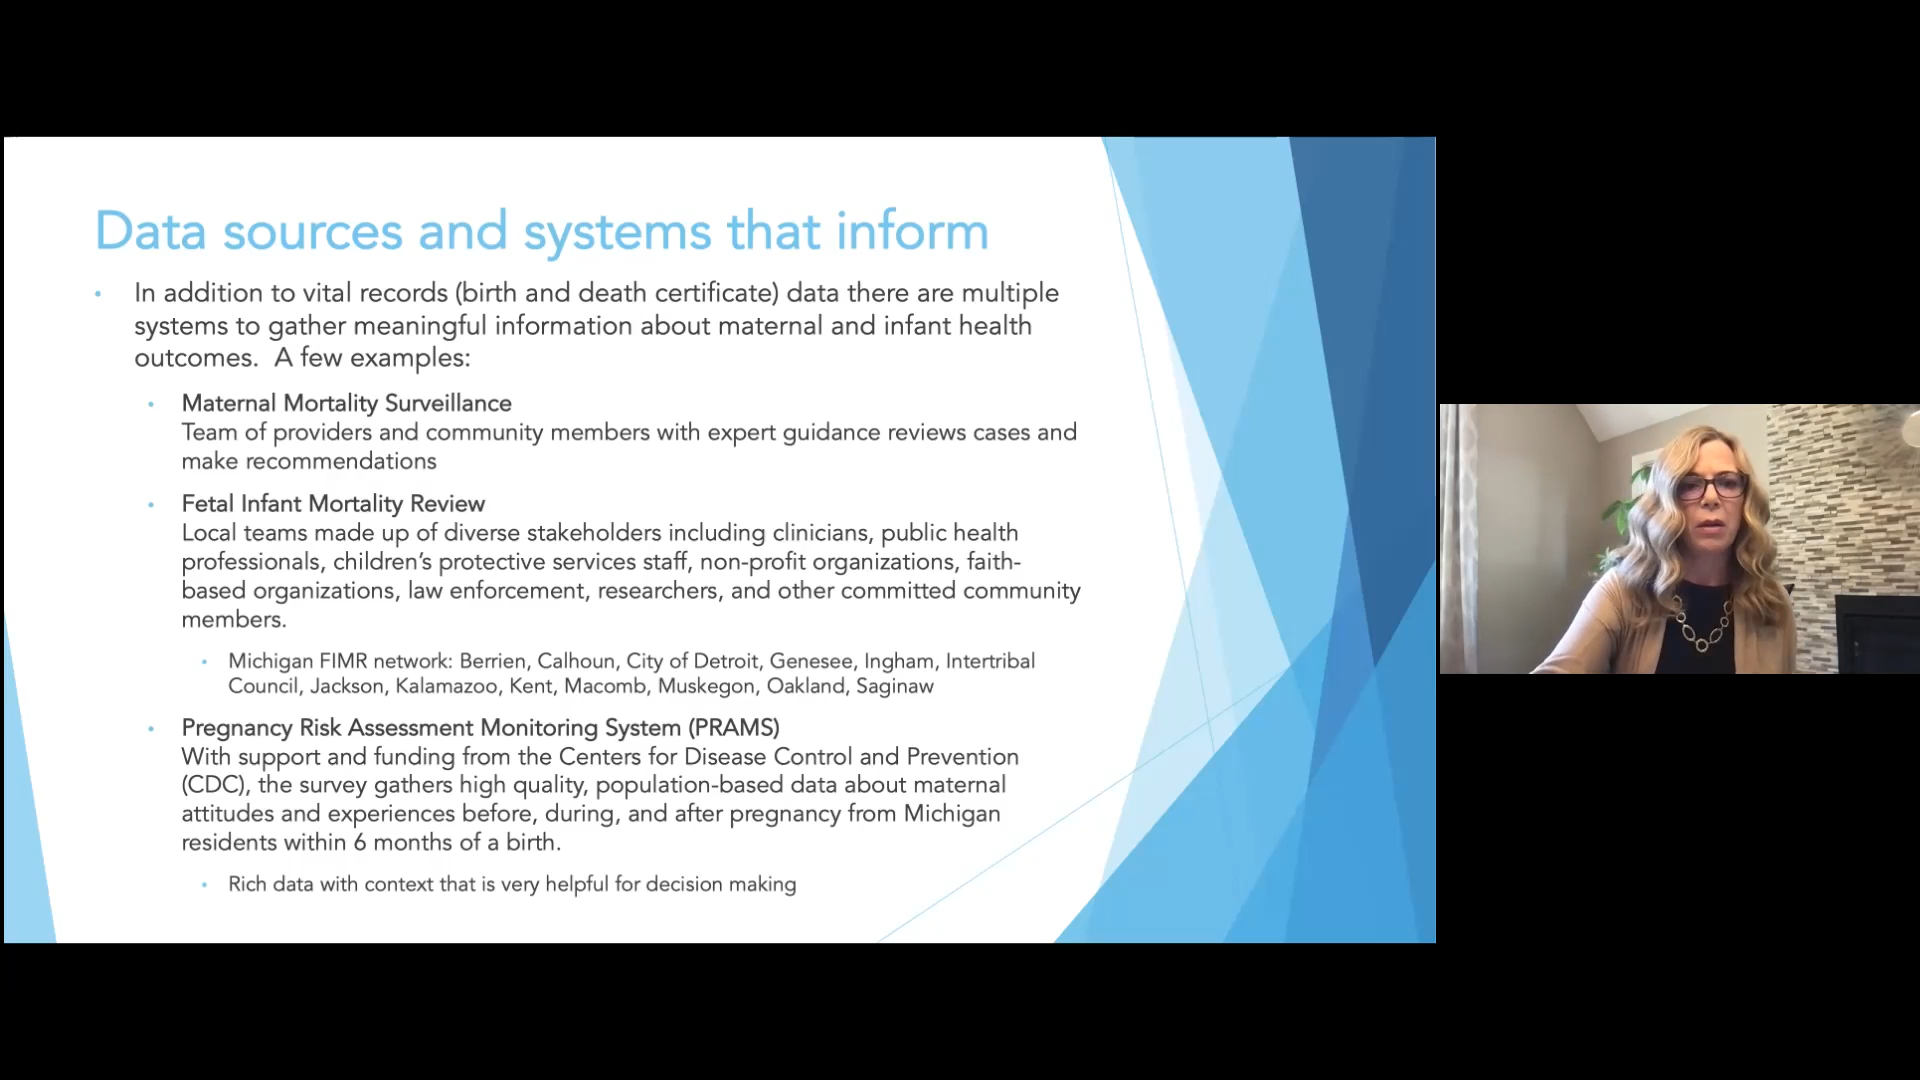 Data sources and systems that inform
• In addition to vital records (birth and death certificate) data there are multiple
systems to gather meaningful information about maternal and infant health
outcomes.  A few examples:
• Maternal Mortality Surveillance
Team of providers and community members with expert guidance reviews cases and
make recommendations
• Fetal Infant Mortality Review
Local teams made up of diverse stakeholders including clinicians, public health
professionals, children’s protective services staff, non-profit organizations, faith-
based organizations, law enforcement, researchers, and other committed community
members.
• Michigan FIMR network: Berrien, Calhoun, City of Detroit, Genesee, Ingham, Intertribal
Council, Jackson, Kalamazoo, Kent, Macomb, Muskegon, Oakland, Saginaw
• Pregnancy Risk Assessment Monitoring System (PRAMS)
With support and funding from the Centers for Disease Control and Prevention
(CDC), the survey gathers high quality, population-based data about maternal
attitudes and experiences before, during, and after pregnancy from Michigan
residents within 6 months of a birth.
• Rich data with context that is very helpful for decision making